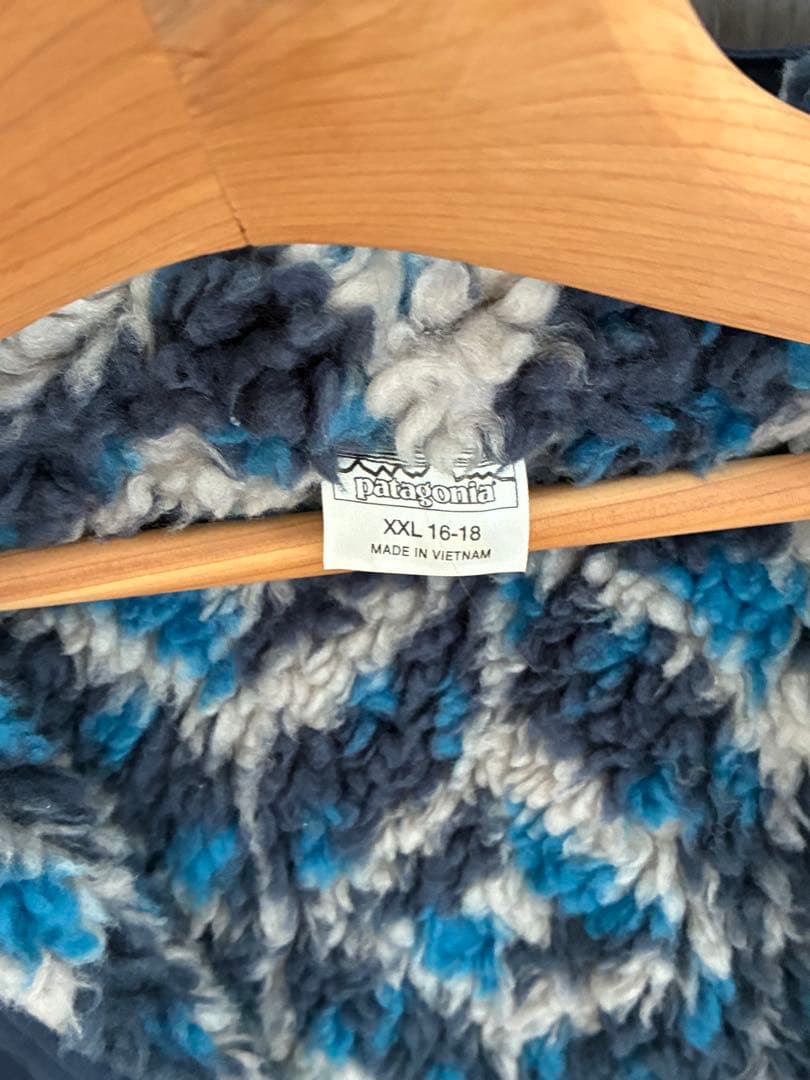 patagonia
XXL 16-18
MADE IN VIETNAM